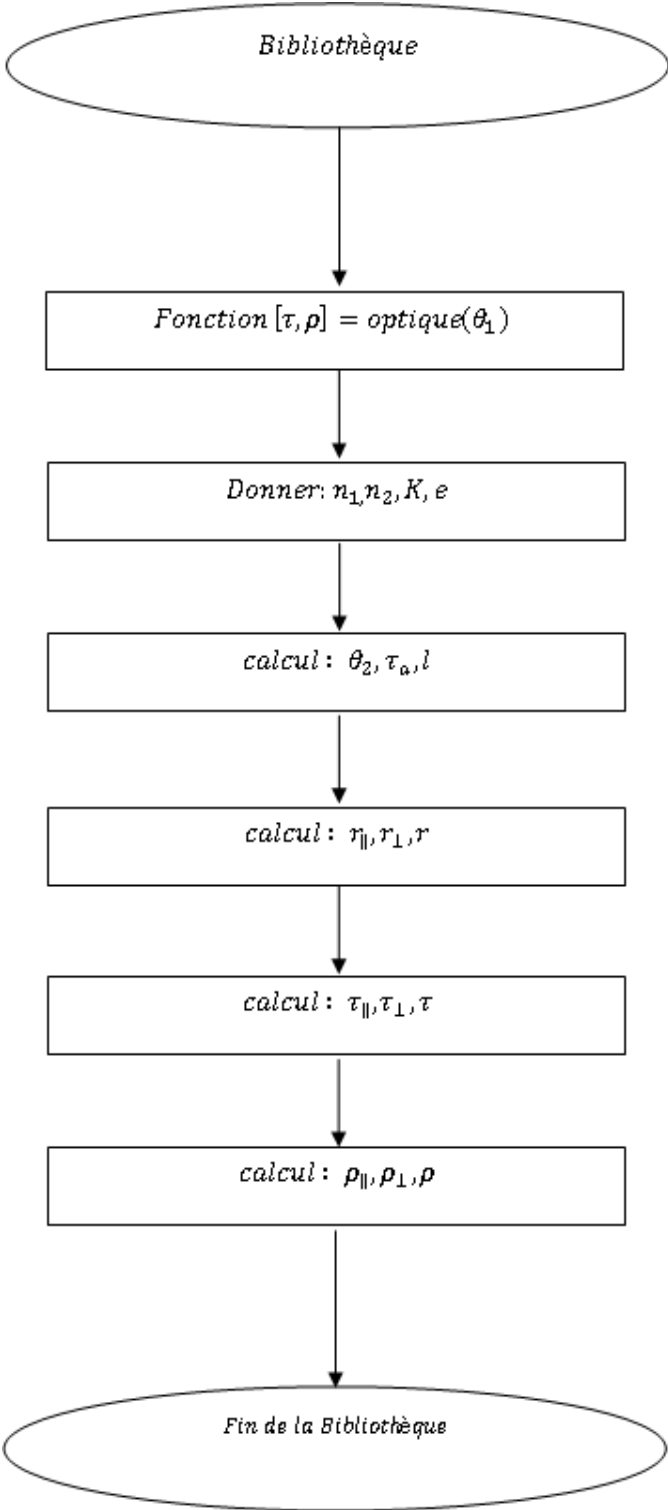 Bibliothèque
Fonction [τ, ρ] = optique(θ₁)
Donner: n₁,n₂, K, e
calcul : θ₂, τₐ, l
calcul : r∥, r⊥, r
calcul : τ∥, τ⊥, τ
calcul : ρ∥, ρ⊥, ρ
Fin de la Bibliothèque